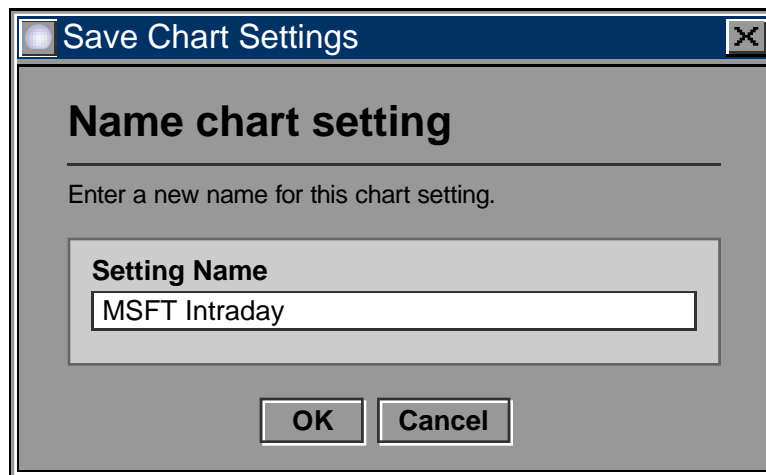 Save Chart Settings
Name chart setting
Enter a new name for this chart setting.
Setting Name
MSFT Intraday
OK Cancel